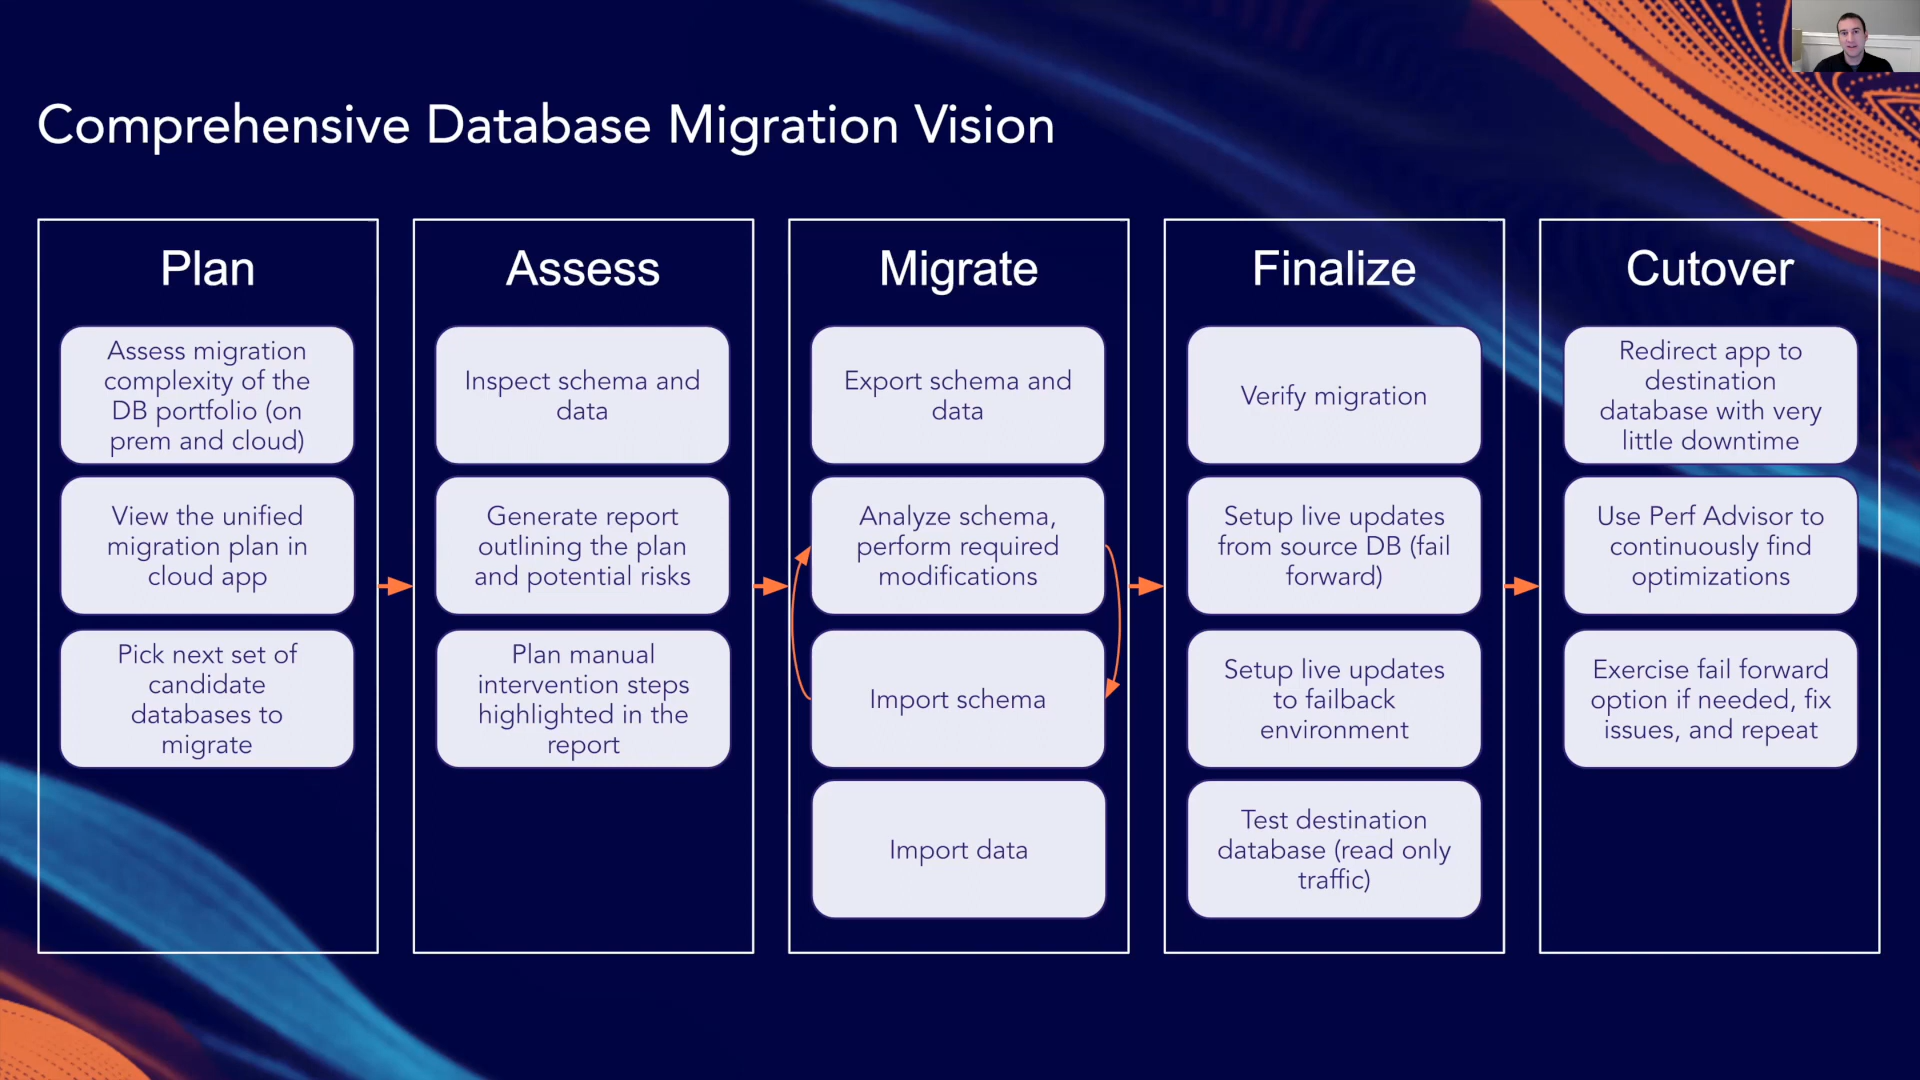 Comprehensive Database Migration Vision
Plan
Assess migration
complexity of the
DB portfolio (on
prem and cloud)
View the unified
migration plan in
cloud app
Pick next set of
candidate
databases to
migrate
Assess
Inspect schema and
data
Generate report
outlining the plan
and potential risks
Plan manual
intervention steps
highlighted in the
report
Migrate
Export schema and
data
Analyze schema,
perform required
modifications
Import schema
Import data
Finalize
Verify migration
Setup live updates
from source DB (fail
forward)
Setup live updates
to failback
environment
Test destination
database (read only
traffic)
Cutover
Redirect app to
destination
database with very
little downtime
Use Perf Advisor to
continuously find
optimizations
Exercise fail forward
option if needed, fix
issues, and repeat